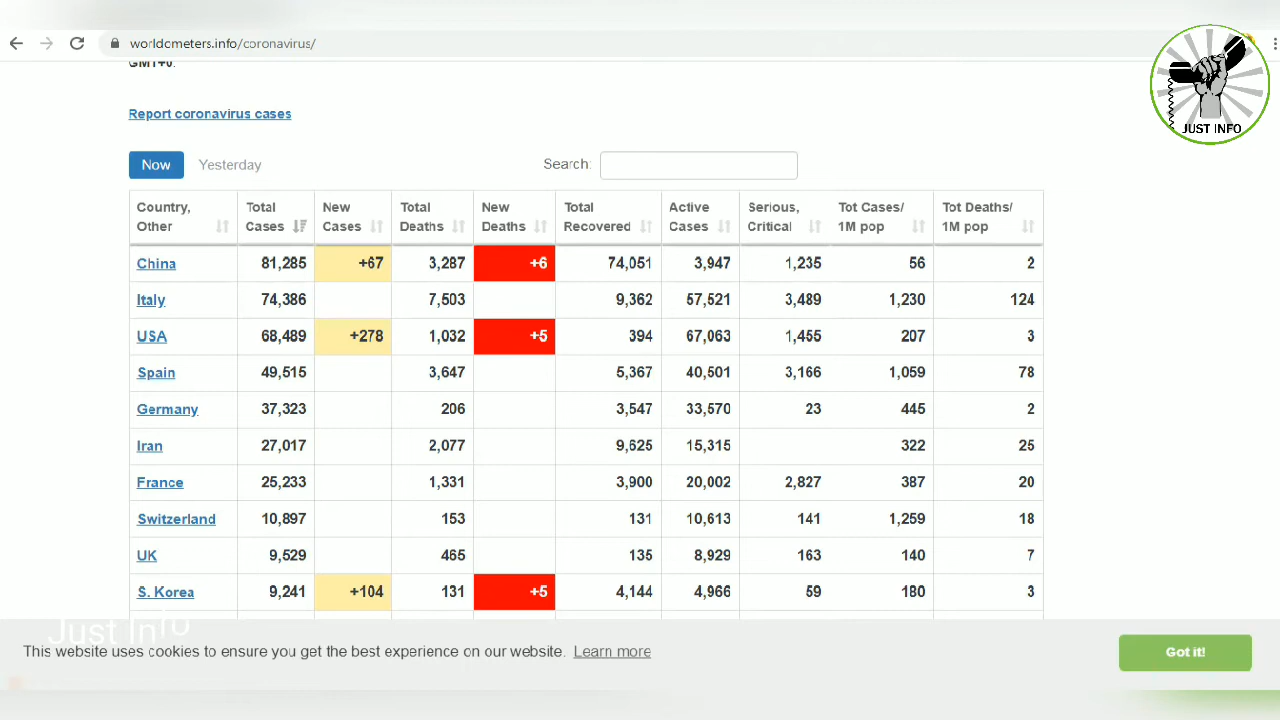 worldometers.info/coronavirus/
GMT+0.
JUST INFO
Report coronavirus cases
Now Yesterday Search:
Country, Other Total Cases New Cases Total Deaths New Deaths Total Recovered Active Cases Serious, Critical Tot Cases/ 1M pop Tot Deaths/ 1M pop
China 81,285 +67 3,287 +6 74,051 3,947 1,235 56 2
Italy 74,386 7,503 9,362 57,521 3,489 1,230 124
USA 68,489 +278 1,032 +5 394 67,063 1,455 207 3
Spain 49,515 3,647 5,367 40,501 3,166 1,059 78
Germany 37,323 206 3,547 33,570 23 445 2
Iran 27,017 2,077 9,625 15,315 322 25
France 25,233 1,331 3,900 20,002 2,827 387 20
Switzerland 10,897 153 131 10,613 141 1,259 18
UK 9,529 465 135 8,929 163 140 7
S. Korea 9,241 +104 131 +5 4,144 4,966 59 180 3
Just Info
This website uses cookies to ensure you get the best experience on our website. Learn more Got it!